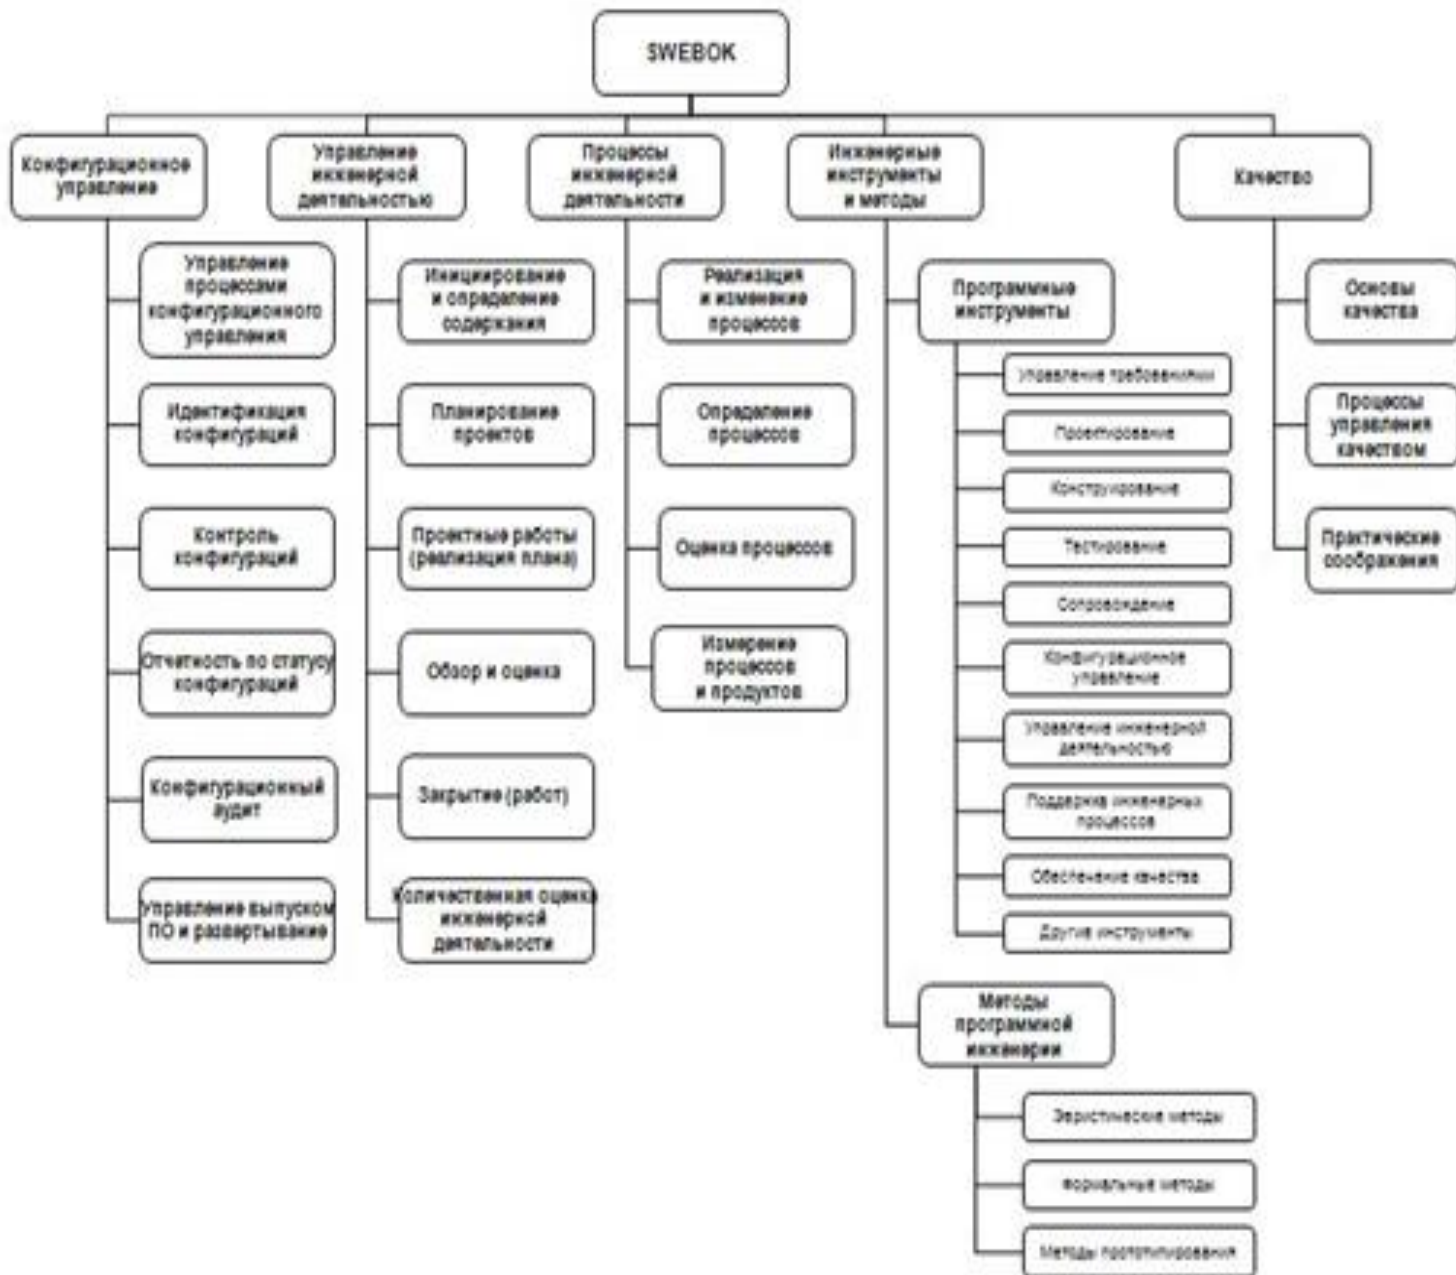 SWEBOK
Конфигурационное
управление
Управление
процессами
конфигурационного
управления
Идентификация
конфигураций
Контроль
конфигураций
Отчетность по статусу
конфигураций
Конфигурационный
аудит
Управление выпуском
ПО и развертывание
Управление
инженерной
деятельностью
Инициирование
и определение
содержания
Планирование
проектов
Проектные работы
(реализация плана)
Обзор и оценка
Закрытие (работ)
Количественная оценка
инженерной
деятельности
Процессы
инженерной
деятельности
Реализация
и изменение
процессов
Определение
процессов
Оценка процессов
Измерение
процессов
и продуктов
Инженерные
инструменты
и методы
Программные
инструменты
Управление требованиями
Проектирование
Конструирование
Тестирование
Сопровождение
Конфигурационное
управление
Управление инженерной
деятельностью
Поддержка инженерных
процессов
Обеспечение качества
Другие инструменты
Методы
программной
инженерии
Эвристические методы
Формальные методы
Методы прототипирования
Качество
Основы
качества
Процессы
управления
качеством
Практические
соображения